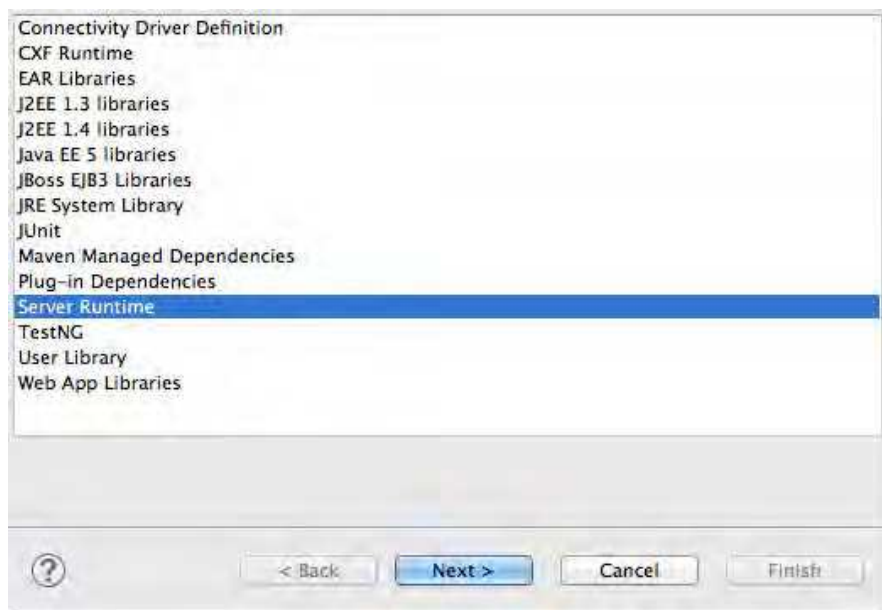 Connectivity Driver Definition
CXF Runtime
EAR Libraries
J2EE 1.3 libraries
J2EE 1.4 libraries
Java EE 5 libraries
JBoss EJB3 Libraries
JRE System Library
JUnit
Maven Managed Dependencies
Plug-in Dependencies
Server Runtime
TestNG
User Library
Web App Libraries
? < Back Next > Cancel Finish